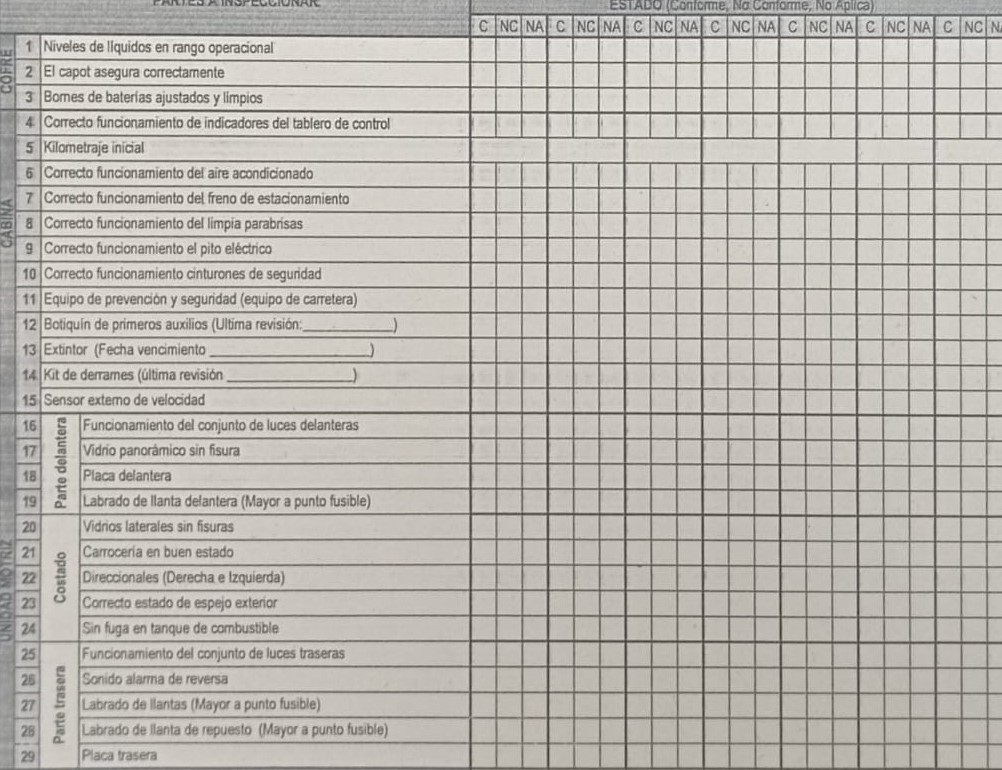 PARTES A INSPECCIONAR
ESTADO (Conforme, No Conforme, No Aplica)
C NC NA C NC NA C NC NA C NC NA C NC NA C NC NA C NC NA
COFRE
1 Niveles de líquidos en rango operacional
2 El capot asegura correctamente
3 Bornes de baterías ajustados y limpios
CABINA
4 Correcto funcionamiento de indicadores del tablero de control
5 Kilometraje inicial
6 Correcto funcionamiento del aire acondicionado
7 Correcto funcionamiento del freno de estacionamiento
8 Correcto funcionamiento del limpia parabrisas
9 Correcto funcionamiento el pito eléctrico
10 Correcto funcionamiento cinturones de seguridad
11 Equipo de prevención y seguridad (equipo de carretera)
12 Botiquín de primeros auxilios (Ultima revisión:___________)
13 Extintor (Fecha vencimiento ____________________)
14 Kit de derrames (última revisión ________________)
15 Sensor externo de velocidad
UNIDAD MOTRIZ
Parte delantera
16 Funcionamiento del conjunto de luces delanteras
17 Vidrio panorámico sin fisura
18 Placa delantera
19 Labrado de llanta delantera (Mayor a punto fusible)
Costado
20 Vidrios laterales sin fisuras
21 Carrocería en buen estado
22 Direccionales (Derecha e Izquierda)
23 Correcto estado de espejo exterior
24 Sin fuga en tanque de combustible
Parte trasera
25 Funcionamiento del conjunto de luces traseras
26 Sonido alarma de reversa
27 Labrado de llantas (Mayor a punto fusible)
28 Labrado de llanta de repuesto (Mayor a punto fusible)
29 Placa trasera